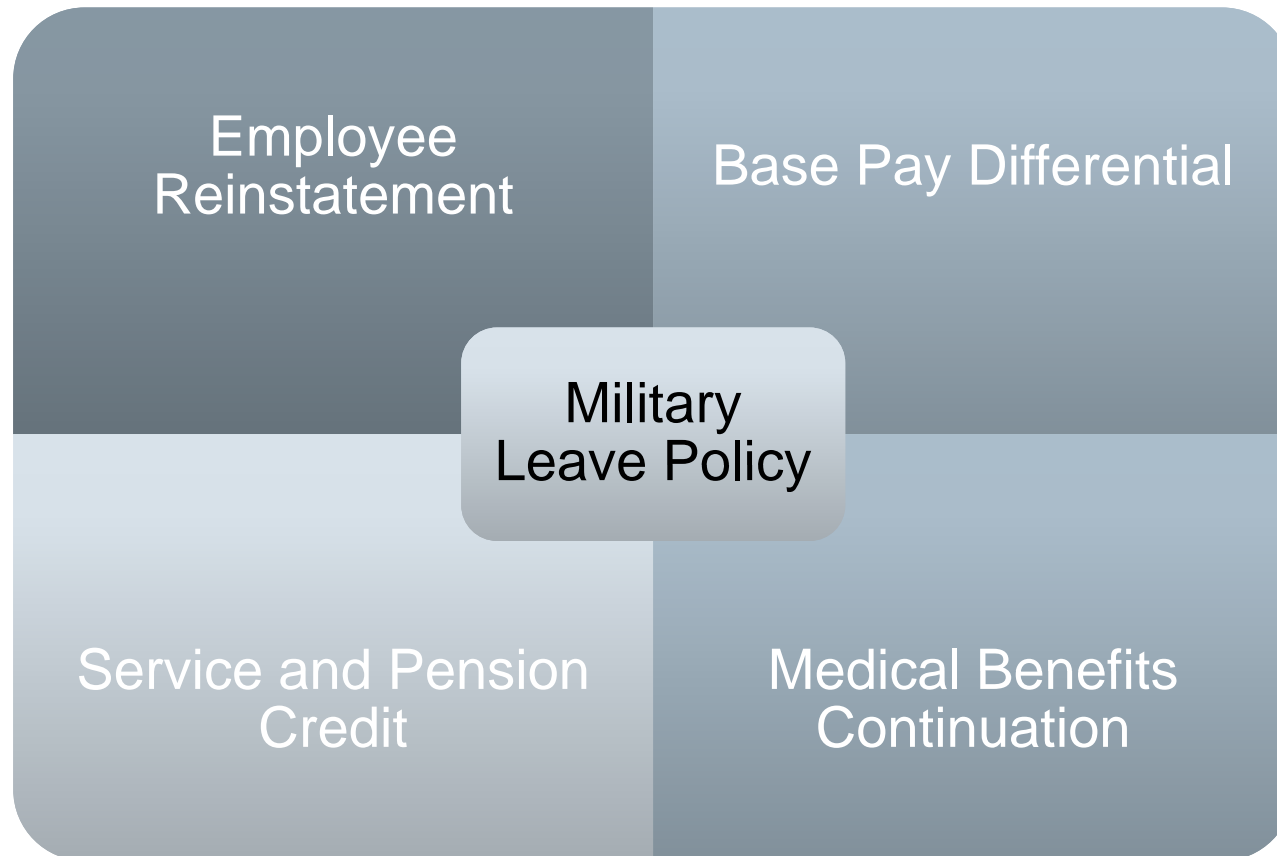 Employee
Reinstatement
Base Pay Differential
Military
Leave Policy
Service and Pension
Credit
Medical Benefits
Continuation